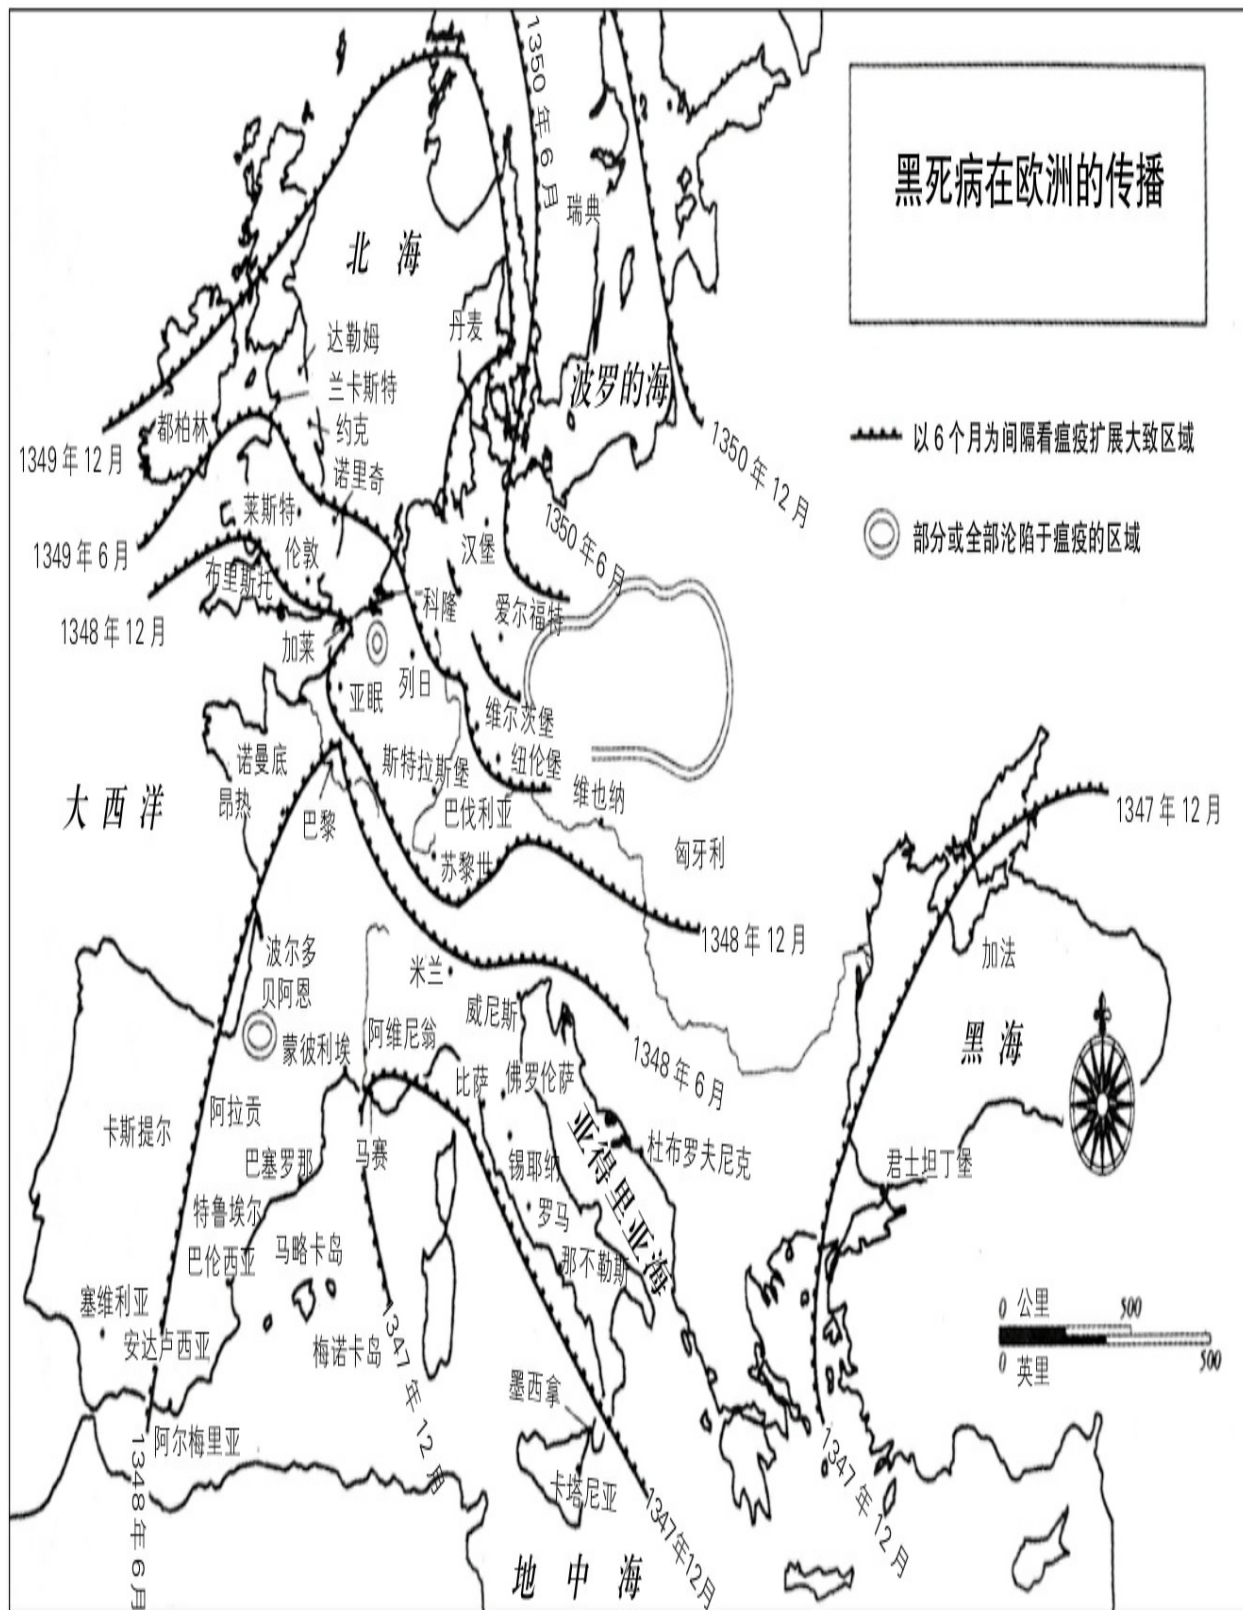 1350年6月
黑死病在欧洲的传播
瑞典
北海
丹麦
达勒姆
兰卡斯特
波罗的海
都柏林
约克
1349年12月
1350年12月
以6个月为间隔看瘟疫扩展大致区域
诺里奇
莱斯特
1350年6月
汉堡
部分或全部沦陷于瘟疫的区域
1349年6月
伦敦
布里斯托
科隆
爱尔福特
1348年12月
加莱
亚眠
列日
维尔茨堡
诺曼底
斯特拉斯堡
纽伦堡
大西洋
昂热
巴黎
巴伐利亚
维也纳
1347年12月
苏黎世
匈牙利
1348年12月
波尔多
米兰
加法
贝阿恩
威尼斯
蒙彼利埃
阿维尼翁
黑海
1348年6月
比萨
佛罗伦萨
卡斯提尔
阿拉贡
亚得里亚海
巴塞罗那
马赛
锡耶纳
杜布罗夫尼克
君士坦丁堡
特鲁埃尔
罗马
巴伦西亚
马略卡岛
那不勒斯
塞维利亚
0 公里 500
安达卢西亚
梅诺卡岛
0 英里 500
1347年12月
墨西拿
阿尔梅里亚
卡塔尼亚
1348年6月
1347年12月
1347年12月
地中海